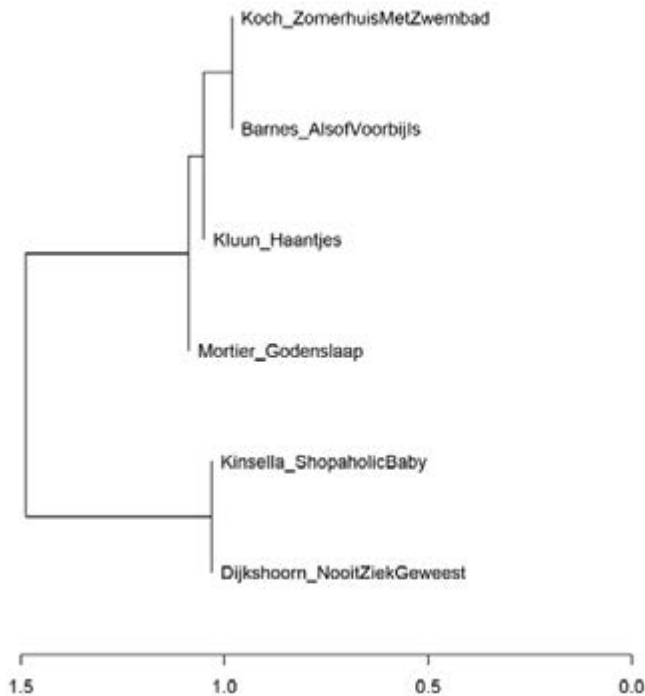 Koch_ZomerhuisMetZwembad
Barnes_AlsofVoorbijIs
Kluun_Haantjes
Mortier_Godenslaap
Kinsella_ShopaholicBaby
Dijkshoorn_NooitZiekGeweest
1.5 1.0 0.5 0.0